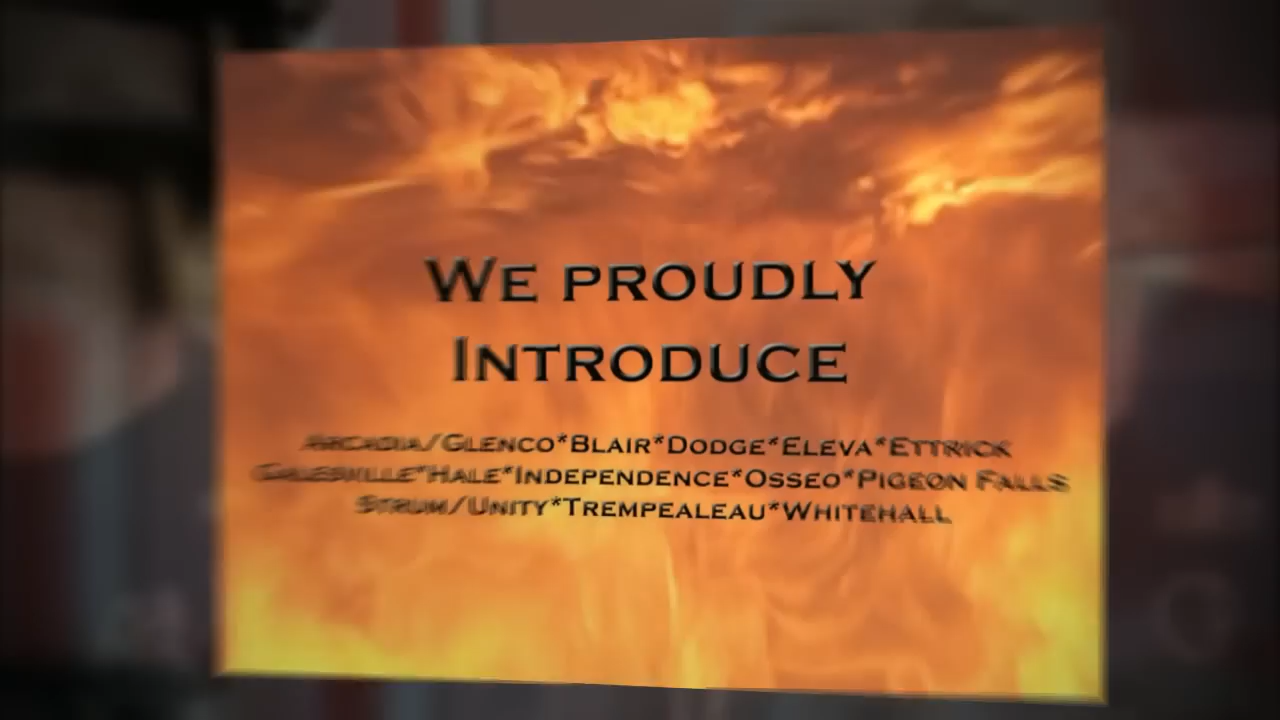 WE PROUDLY
INTRODUCE
ARCADIA/GLENCO*BLAIR*DODGE*ELEVA*ETTRICK
GALESVILLE*HALE*INDEPENDENCE*OSSEO*PIGEON FALLS
STRUM/UNITY*TREMPEALEAU*WHITEHALL